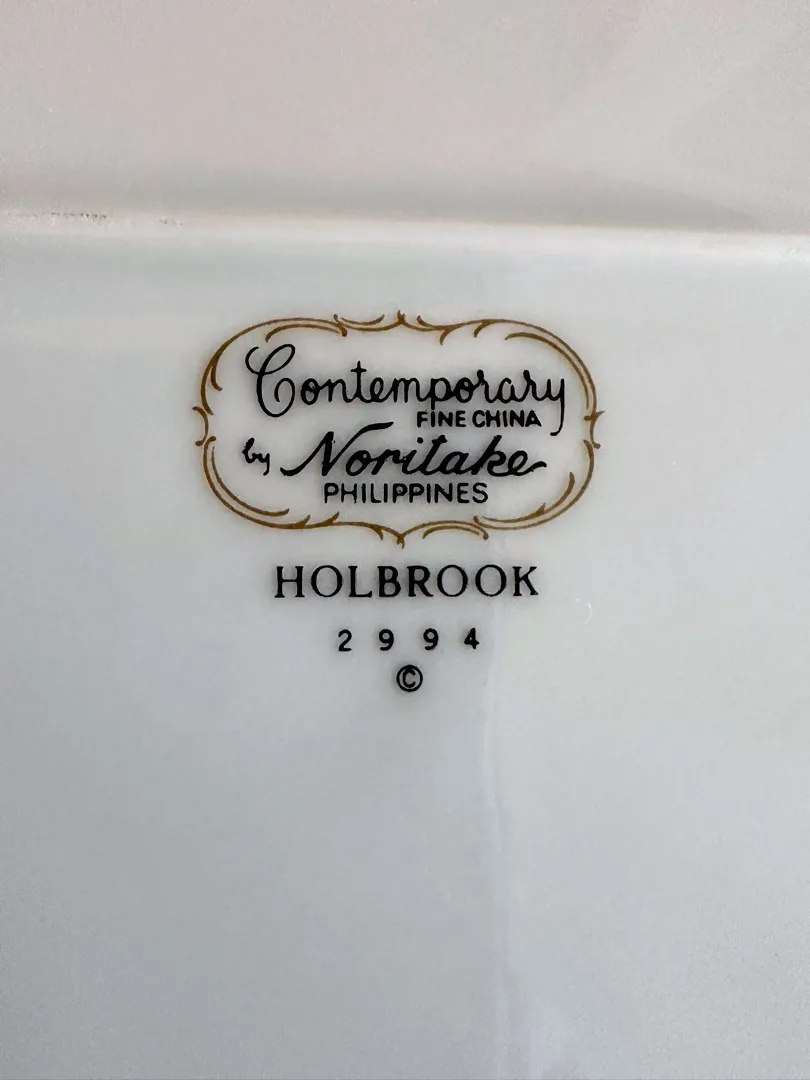 Contemporary
FINE CHINA
by Noritake
PHILIPPINES
HOLBROOK
2 9 9 4
©